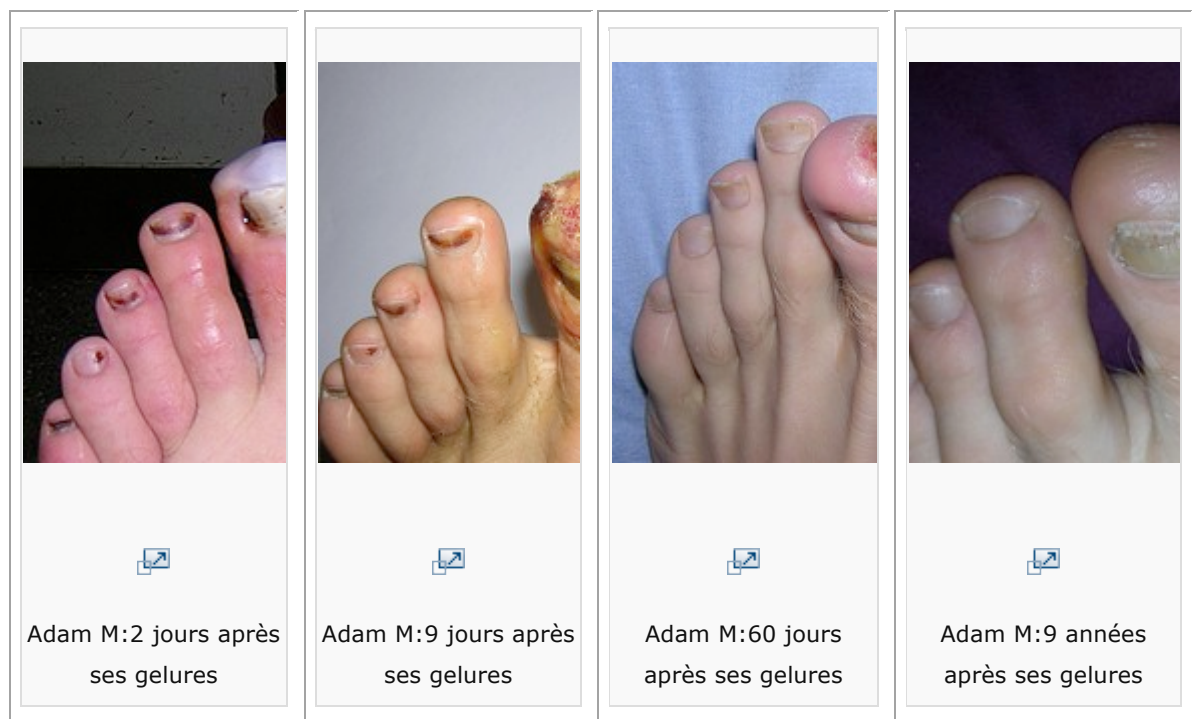 Adam M:2 jours après
ses gelures
Adam M:9 jours après
ses gelures
Adam M:60 jours
après ses gelures
Adam M:9 années
après ses gelures